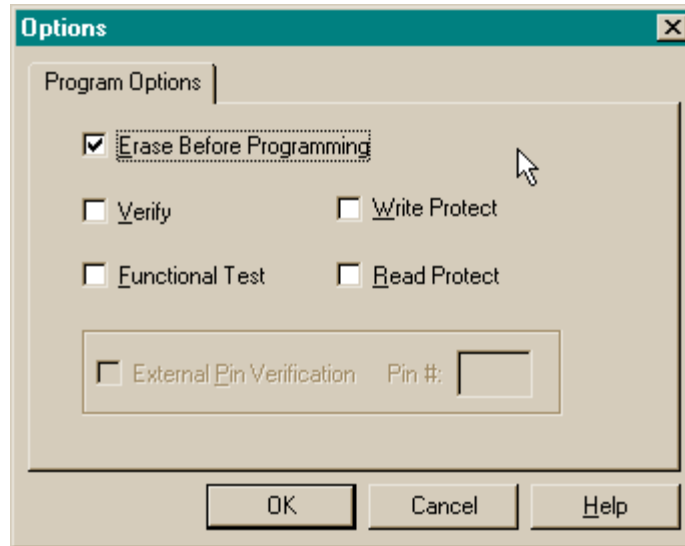 Options
Program Options
Erase Before Programming
Verify
Write Protect
Functional Test
Read Protect
External Pin Verification Pin #:
OK Cancel Help